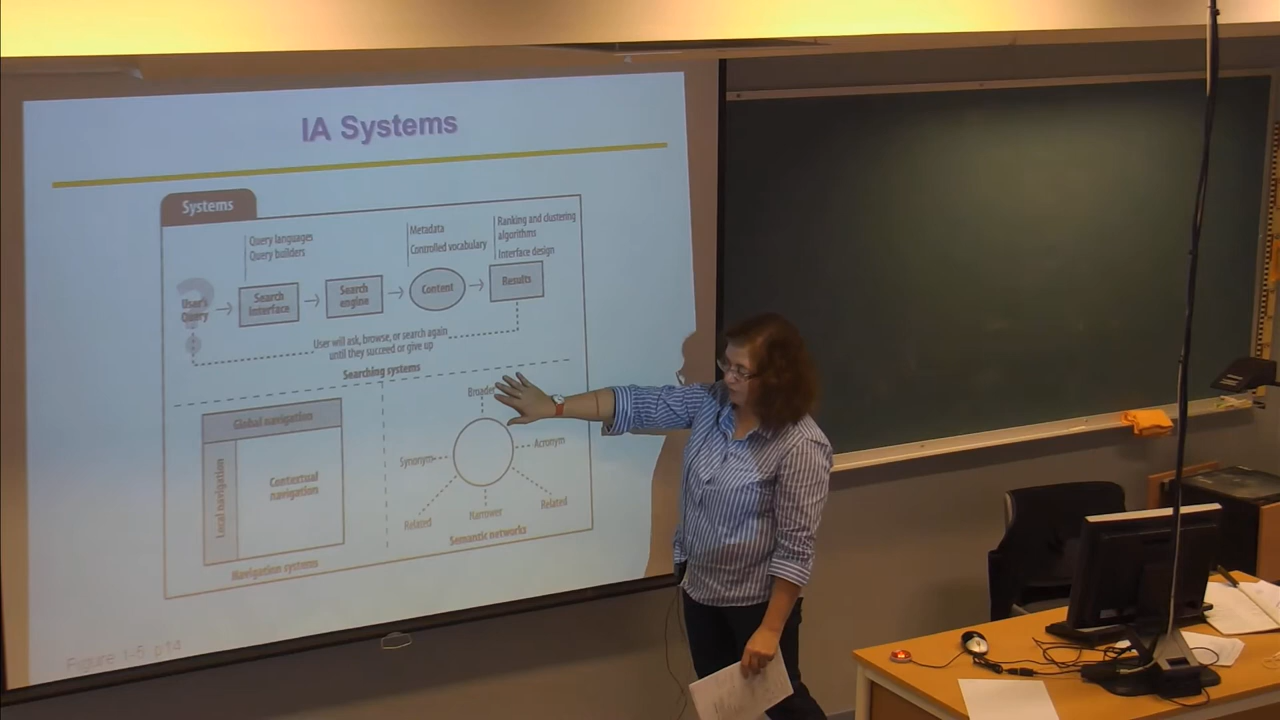 IA Systems
Systems
Query languages
Query builders
Metadata
Controlled vocabulary
Ranking and clustering
algorithms
Interface design
User's
Query
Search
Interface
Search
engine
Content
Results
User will ask, browse, or search again
until they succeed or give up
Searching systems
Global navigation
Local navigation
Contextual
navigation
Navigation systems
Broader
Acronym
Synonym
Related
Narrower
Related
Semantic networks
Figure 1-5 p14